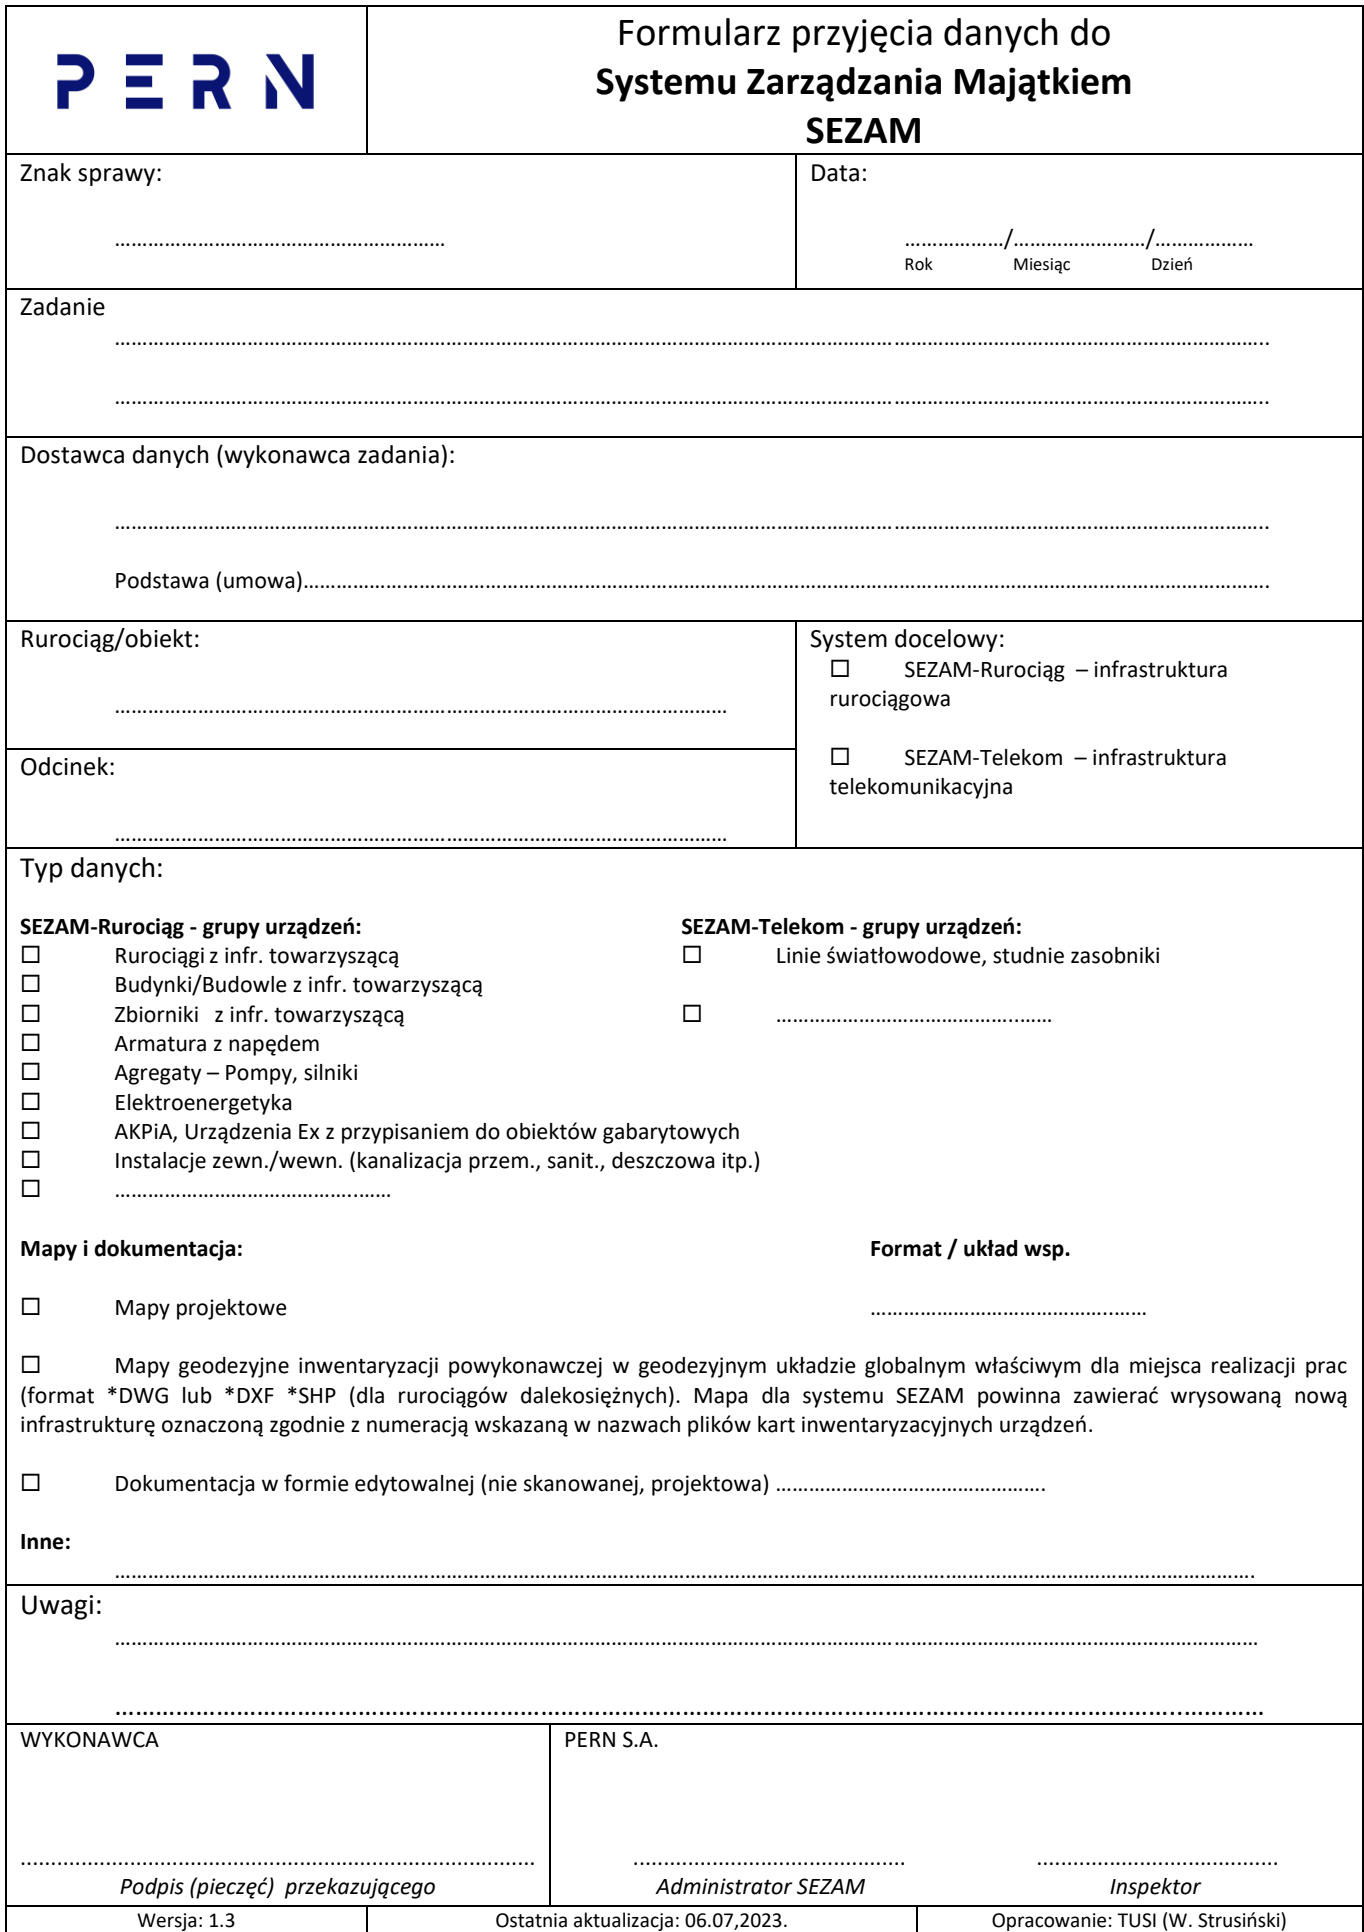 PERN
Formularz przyjęcia danych do
Systemu Zarządzania Majątkiem
SEZAM
Znak sprawy:
……………………………………………………
Data:
………………/……………………/………………
Rok Miesiąc Dzień
Zadanie
………………………………………………………………………………………………………………………………………………………………………………………..
………………………………………………………………………………………………………………………………………………………………………………………..
Dostawca danych (wykonawca zadania):
………………………………………………………………………………………………………………………………………………………………………………………..
Podstawa (umowa)…………………………………………………………………………………………………………………………………………………………….
Rurociąg/obiekt:
…………………………………………………………………………………………………
Odcinek:
…………………………………………………………………………………………………
System docelowy:
☐ SEZAM-Rurociąg – infrastruktura
rurociągowa
☐ SEZAM-Telekom – infrastruktura
telekomunikacyjna
Typ danych:
SEZAM-Rurociąg - grupy urządzeń: SEZAM-Telekom - grupy urządzeń:
☐ Rurociągi z infr. towarzyszącą ☐ Linie światłowodowe, studnie zasobniki
☐ Budynki/Budowle z infr. towarzyszącą
☐ Zbiorniki z infr. towarzyszącą ☐ ……………………………………..……
☐ Armatura z napędem
☐ Agregaty – Pompy, silniki
☐ Elektroenergetyka
☐ AKPiA, Urządzenia Ex z przypisaniem do obiektów gabarytowych
☐ Instalacje zewn./wewn. (kanalizacja przem., sanit., deszczowa itp.)
☐ ……………………………………..……
Mapy i dokumentacja: Format / układ wsp.
☐ Mapy projektowe ……………………………………..……
☐ Mapy geodezyjne inwentaryzacji powykonawczej w geodezyjnym układzie globalnym właściwym dla miejsca realizacji prac
(format *DWG lub *DXF *SHP (dla rurociągów dalekosiężnych). Mapa dla systemu SEZAM powinna zawierać wrysowaną nową
infrastrukturę oznaczoną zgodnie z numeracją wskazaną w nazwach plików kart inwentaryzacyjnych urządzeń.
☐ Dokumentacja w formie edytowalnej (nie skanowanej, projektowa) ………………………………………….
Inne:
……………………………………………………………………………………………………………………………………………………………………………………….
Uwagi:
………………………………………………………………………………………………………………………………………………………………………………………
………………………………………………………………………………………………………………………………………………………………..…………
WYKONAWCA PERN S.A.
..................................................................................... ............................................. ........................................
Podpis (pieczęć) przekazującego Administrator SEZAM Inspektor
Wersja: 1.3 Ostatnia aktualizacja: 06.07,2023. Opracowanie: TUSI (W. Strusiński)